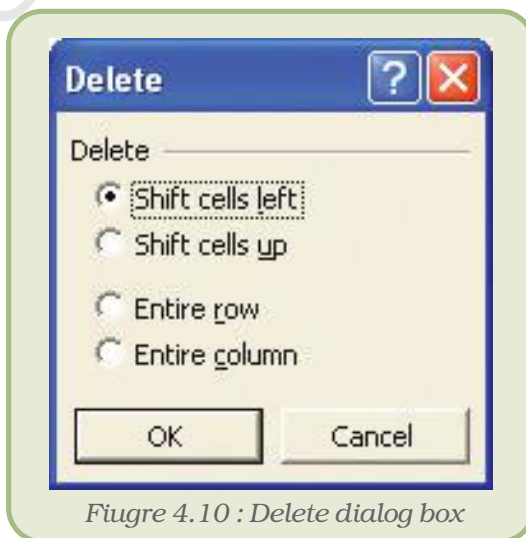 Delete
Delete
Shift cells left
Shift cells up
Entire row
Entire column
OK Cancel
Fiugre 4.10 : Delete dialog box